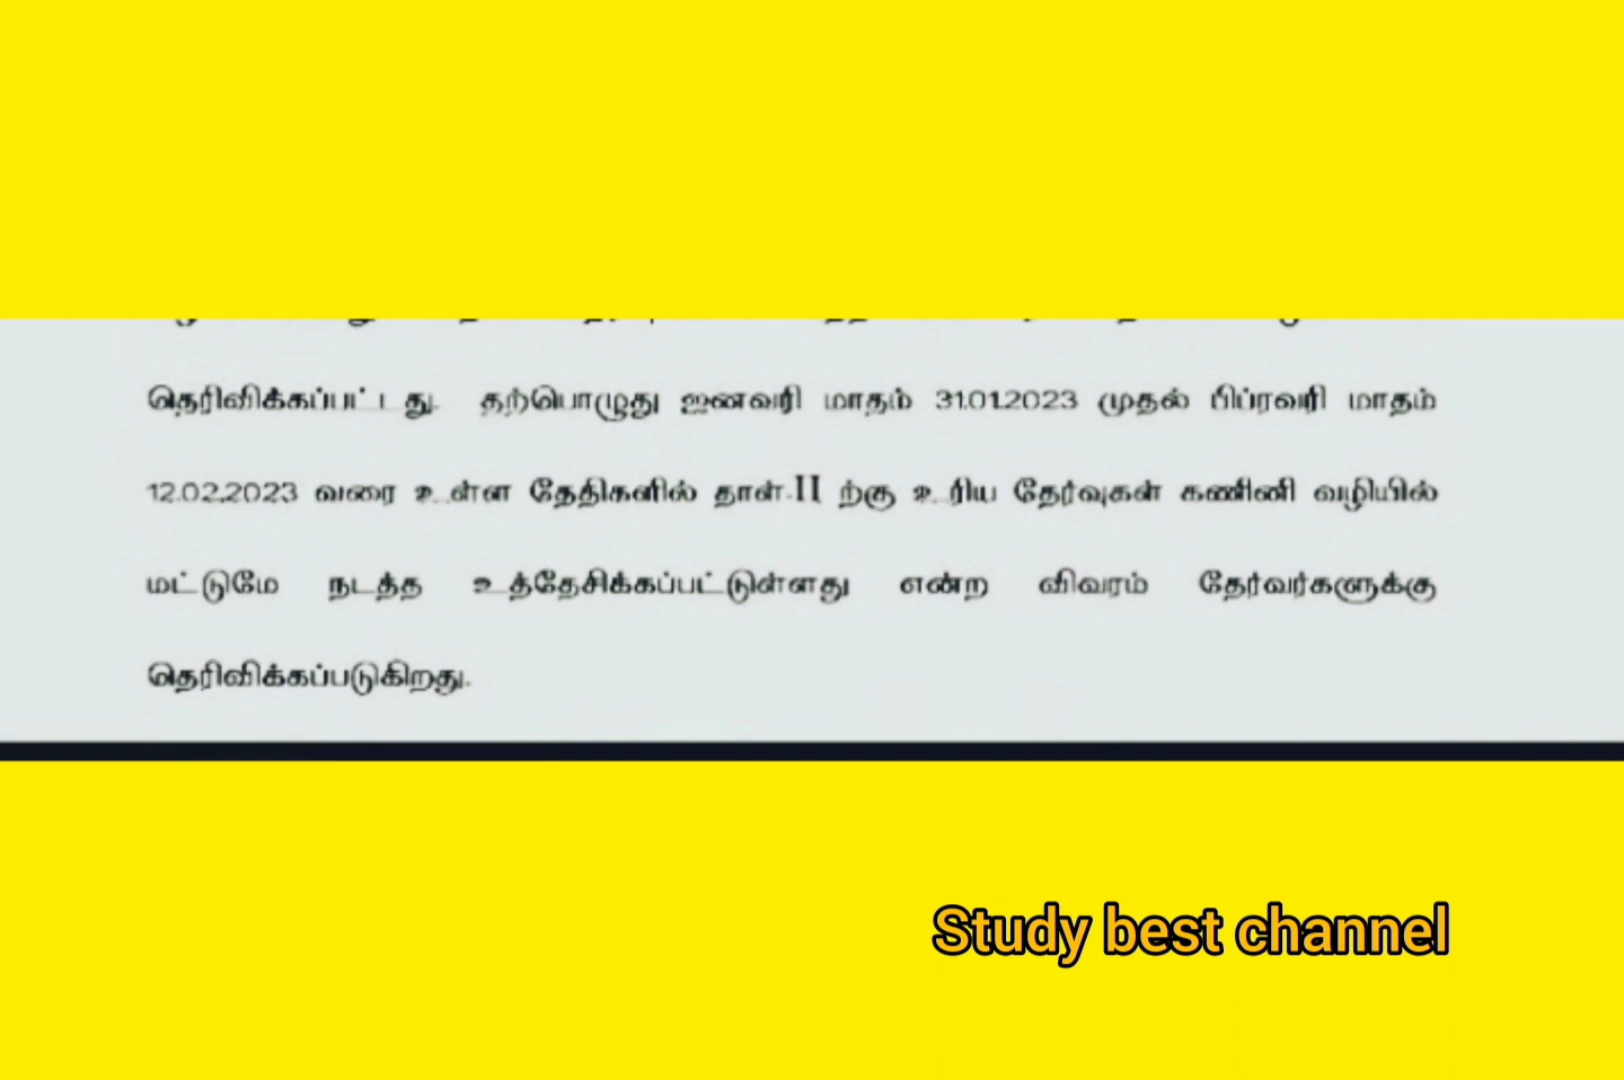 தெரிவிக்கப்பட்டது. தற்பொழுது ஜனவரி மாதம் 31.01.2023 முதல் பிப்ரவரி மாதம்
12.02.2023 வரை உள்ள தேதிகளில் தாள்-II ற்கு உரிய தேர்வுகள் கணினி வழியில்
மட்டுமே நடத்த உத்தேசிக்கப்பட்டுள்ளது என்ற விவரம் தேர்வர்களுக்கு
தெரிவிக்கப்படுகிறது.
Study best channel